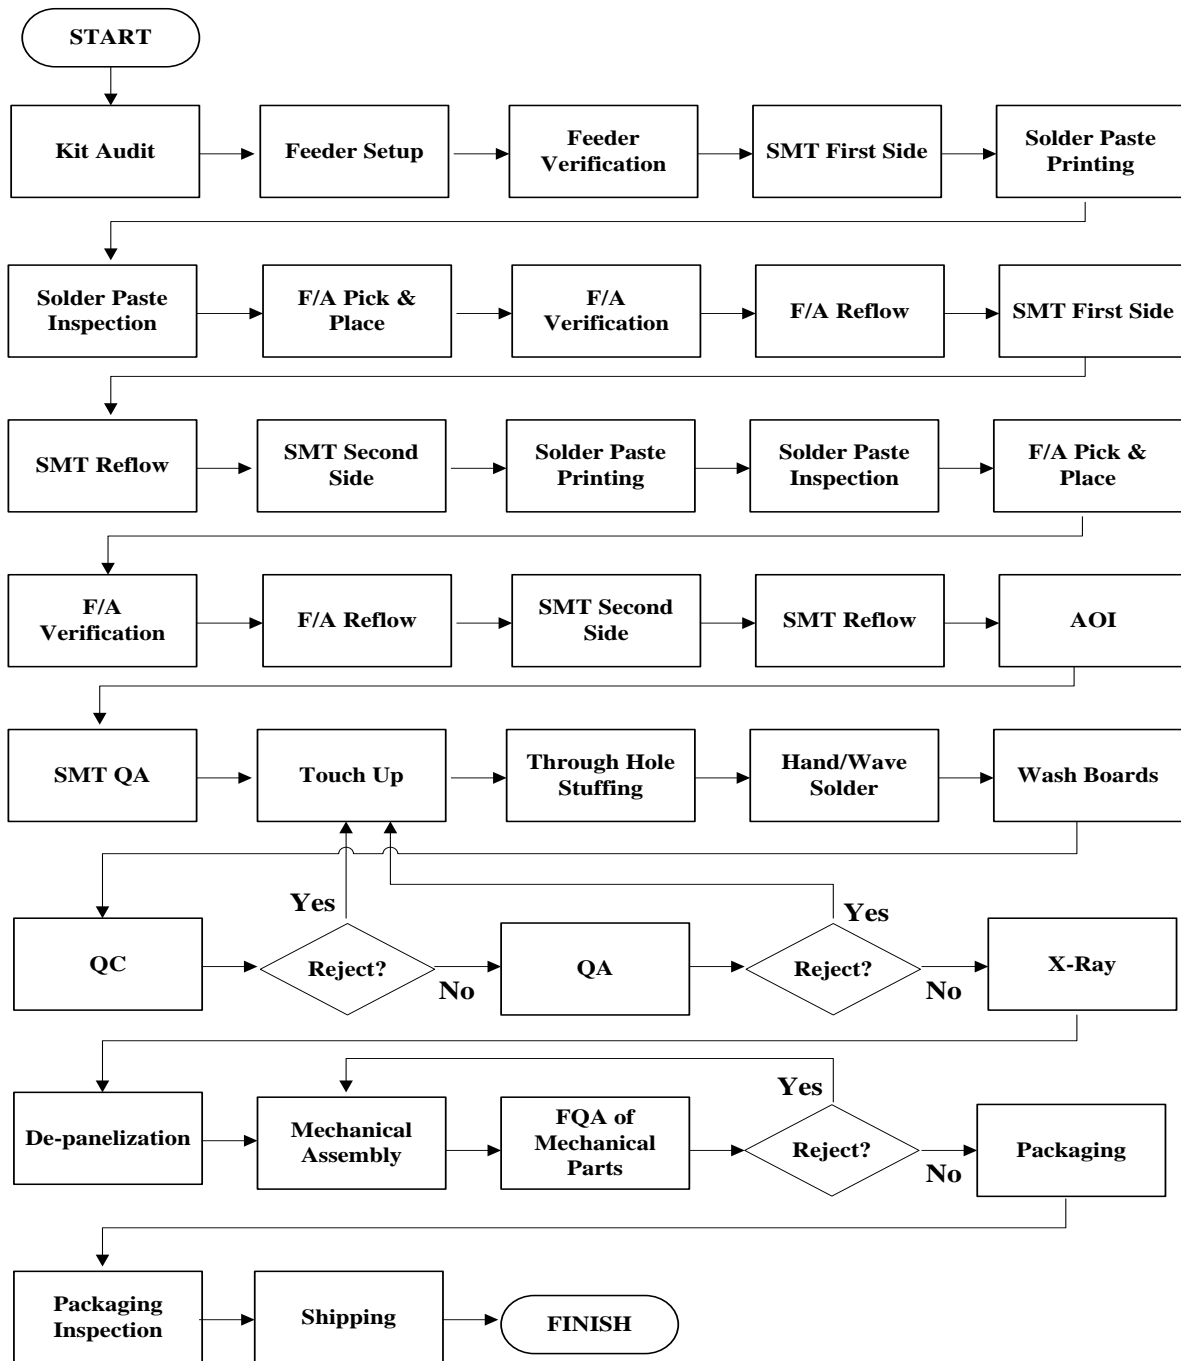 START
Kit Audit
Feeder Setup
Feeder
Verification
SMT First Side
Solder Paste
Printing
Solder Paste
Inspection
F/A Pick &
Place
F/A
Verification
F/A Reflow
SMT First Side
SMT Reflow
SMT Second
Side
Solder Paste
Printing
Solder Paste
Inspection
F/A Pick &
Place
F/A
Verification
F/A Reflow
SMT Second
Side
SMT Reflow
AOI
SMT QA
Touch Up
Through Hole
Stuffing
Hand/Wave
Solder
Wash Boards
QC
Yes
Reject?
No
QA
Yes
Reject?
No
X-Ray
De-panelization
Mechanical
Assembly
FQA of
Mechanical
Parts
Yes
Reject?
No
Packaging
Packaging
Inspection
Shipping
FINISH